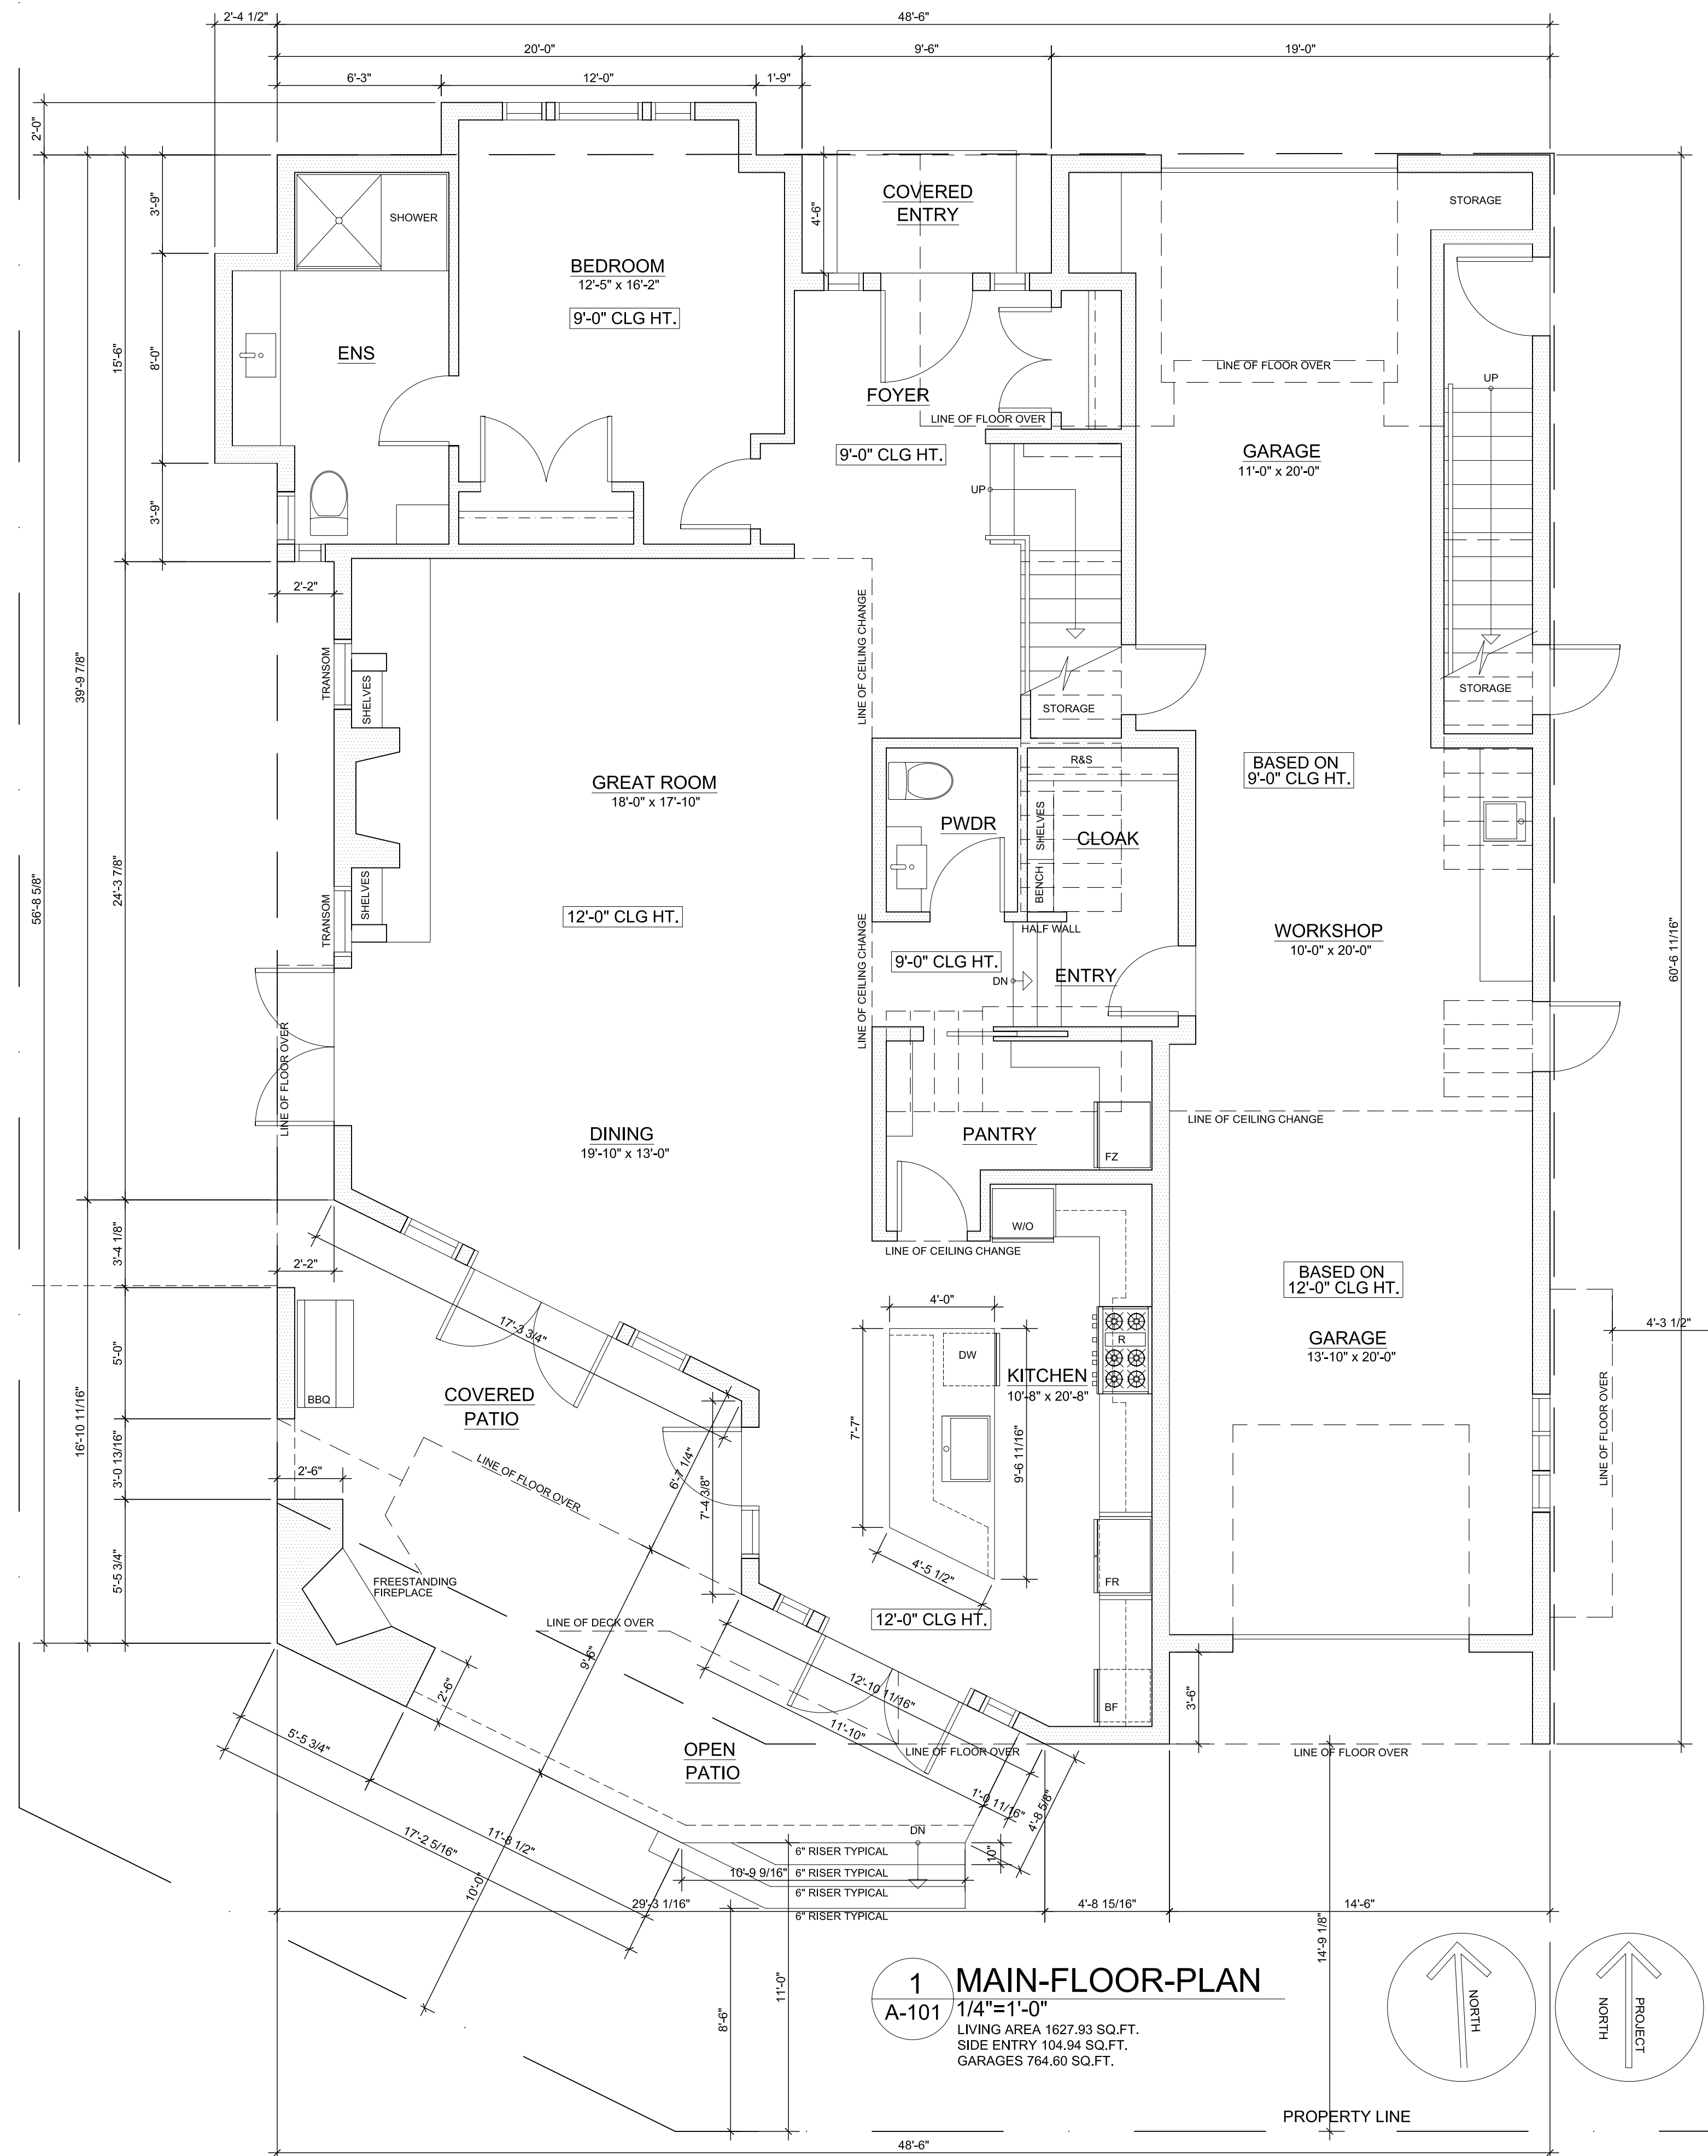 2'-4 1/2"
48'-6"
20'-0"
9'-6"
19'-0"
6'-3"
12'-0"
1'-9"
2'-0"
3'-9"
4'-6"
COVERED
ENTRY
STORAGE
SHOWER
BEDROOM
12'-5" x 16'-2"
9'-0" CLG HT.
15'-6"
8'-0"
ENS
FOYER
LINE OF FLOOR OVER
LINE OF FLOOR OVER
UP
9'-0" CLG HT.
GARAGE
11'-0" x 20'-0"
UP
3'-9"
2'-2"
39'-9 7/8"
TRANSOM
SHELVES
LINE OF CEILING CHANGE
STORAGE
STORAGE
GREAT ROOM
18'-0" x 17'-10"
R&S
BASED ON
9'-0" CLG HT.
PWDR
SHELVES
CLOAK
BENCH
56'-8 5/8"
24'-3 7/8"
TRANSOM
SHELVES
12'-0" CLG HT.
LINE OF CEILING CHANGE
HALF WALL
WORKSHOP
10'-0" x 20'-0"
9'-0" CLG HT.
DN
ENTRY
60'-6 11/16"
LINE OF FLOOR OVER
DINING
19'-10" x 13'-0"
PANTRY
FZ
LINE OF CEILING CHANGE
W/O
LINE OF CEILING CHANGE
3'-4 1/8"
2'-2"
BASED ON
12'-0" CLG HT.
4'-0"
17'-3 3/4"
GARAGE
13'-10" x 20'-0"
4'-3 1/2"
5'-0"
BBQ
COVERED
PATIO
DW
R
KITCHEN
10'-8" x 20'-8"
LINE OF FLOOR OVER
16'-10 11/16"
7'-7"
9'-6 11/16"
3'-0 13/16"
2'-6"
LINE OF FLOOR OVER
6'-7 1/4"
7'-4 3/8"
5'-5 3/4"
FREESTANDING
FIREPLACE
4'-5 1/2"
FR
12'-0" CLG HT.
LINE OF DECK OVER
9'-6"
2'-6"
12'-10 11/16"
11'-10"
BF
3'-6"
5'-5 3/4"
OPEN
PATIO
LINE OF FLOOR OVER
LINE OF FLOOR OVER
1'-0 11/16"
4'-8 5/8"
17'-2 5/16"
11'-8 1/2"
DN
6" RISER TYPICAL
10"
10'-9 9/16"
6" RISER TYPICAL
6" RISER TYPICAL
6" RISER TYPICAL
10'-0"
29'-3 1/16"
4'-8 15/16"
14'-6"
14'-9 1/8"
11'-0"
8'-6"
1
A-101
MAIN-FLOOR-PLAN
1/4"=1'-0"
LIVING AREA 1627.93 SQ.FT.
SIDE ENTRY 104.94 SQ.FT.
GARAGES 764.60 SQ.FT.
NORTH
PROJECT
NORTH
PROPERTY LINE
48'-6"